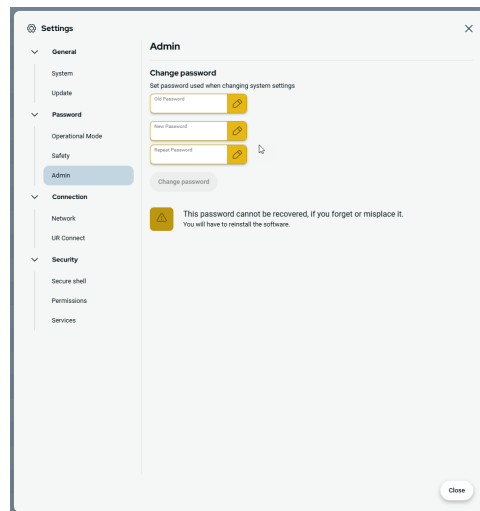 Settings
General
System
Update
Password
Operational Mode
Safety
Admin
Connection
Network
UR Connect
Security
Secure shell
Permissions
Services
Admin
Change password
Set password used when changing system settings
Old Password
New Password
Repeat Password
Change password
This password cannot be recovered, if you forget or misplace it.
You will have to reinstall the software.
Close